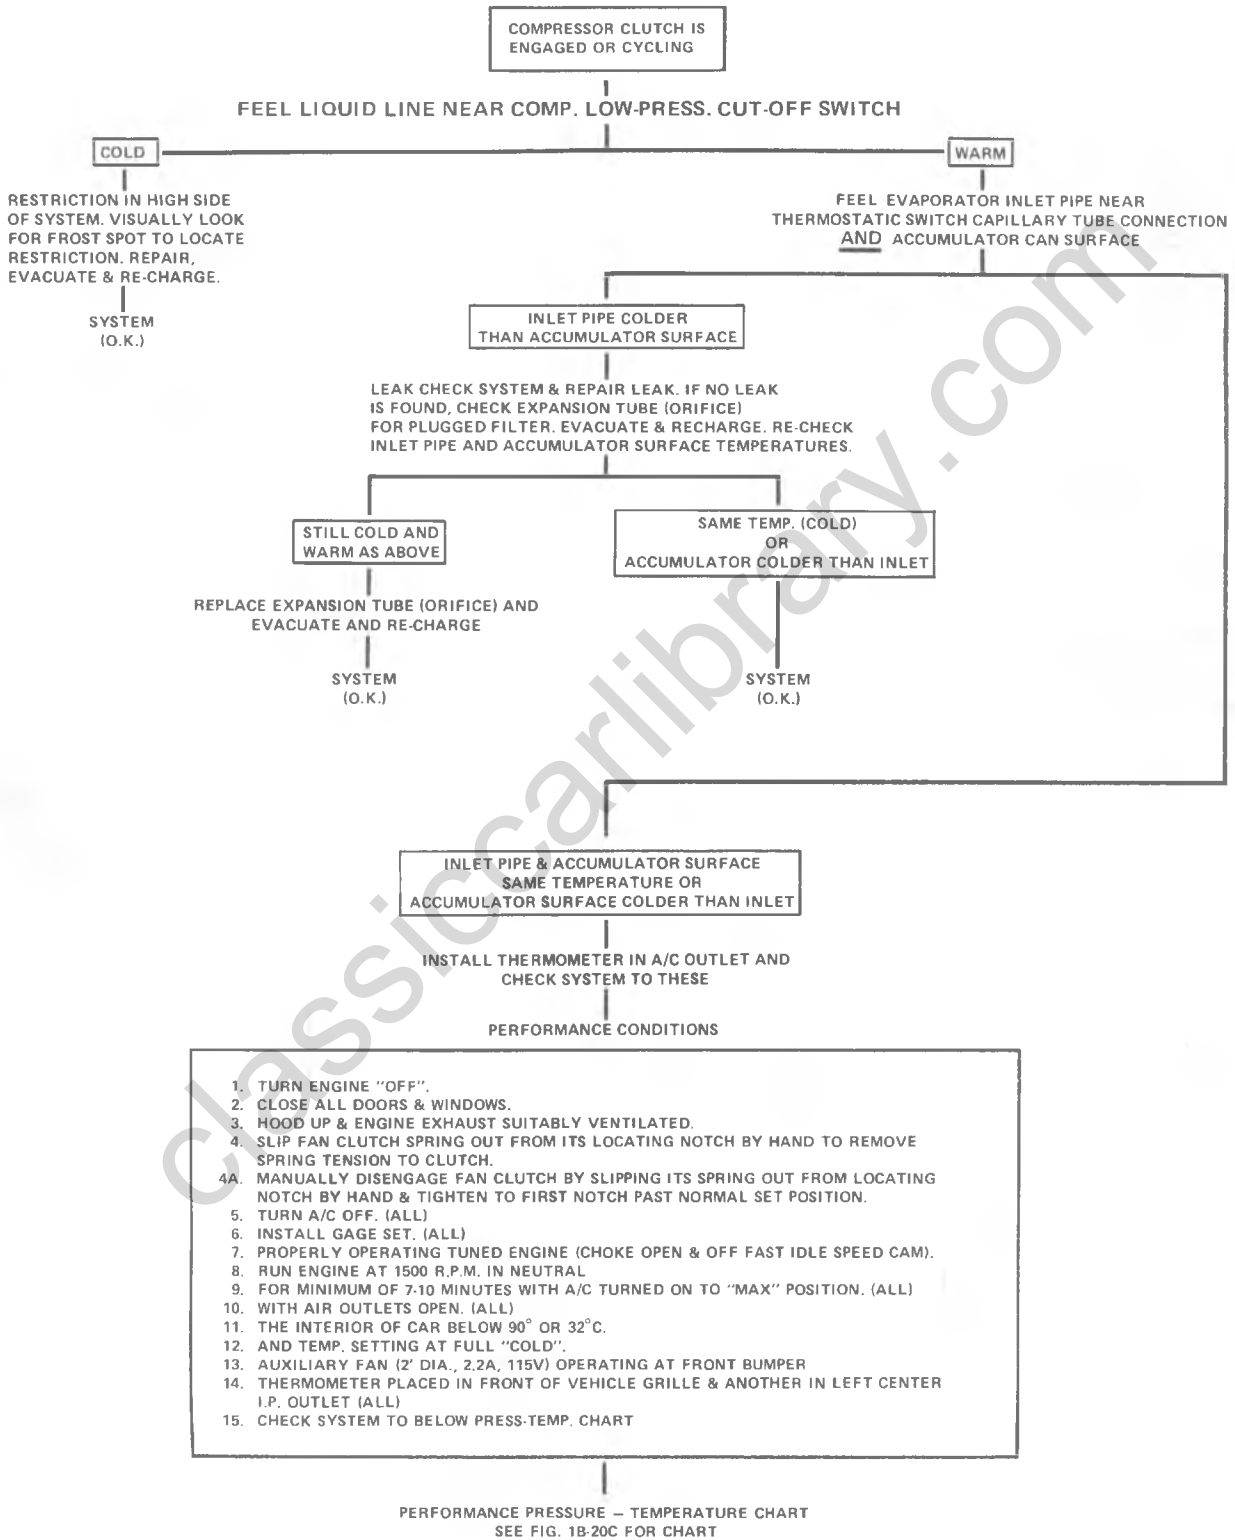 COMPRESSOR CLUTCH IS
ENGAGED OR CYCLING
FEEL LIQUID LINE NEAR COMP. LOW-PRESS. CUT-OFF SWITCH
COLD
WARM
RESTRICTION IN HIGH SIDE
OF SYSTEM. VISUALLY LOOK
FOR FROST SPOT TO LOCATE
RESTRICTION. REPAIR,
EVACUATE & RE-CHARGE.
SYSTEM
(O.K.)
FEEL EVAPORATOR INLET PIPE NEAR
THERMOSTATIC SWITCH CAPILLARY TUBE CONNECTION
AND ACCUMULATOR CAN SURFACE
INLET PIPE COLDER
THAN ACCUMULATOR SURFACE
LEAK CHECK SYSTEM & REPAIR LEAK. IF NO LEAK
IS FOUND, CHECK EXPANSION TUBE (ORIFICE)
FOR PLUGGED FILTER. EVACUATE & RECHARGE. RE-CHECK
INLET PIPE AND ACCUMULATOR SURFACE TEMPERATURES.
STILL COLD AND
WARM AS ABOVE
SAME TEMP. (COLD)
OR
ACCUMULATOR COLDER THAN INLET
REPLACE EXPANSION TUBE (ORIFICE) AND
EVACUATE AND RE-CHARGE
SYSTEM
(O.K.)
SYSTEM
(O.K.)
INLET PIPE & ACCUMULATOR SURFACE
SAME TEMPERATURE OR
ACCUMULATOR SURFACE COLDER THAN INLET
INSTALL THERMOMETER IN A/C OUTLET AND
CHECK SYSTEM TO THESE
PERFORMANCE CONDITIONS
1. TURN ENGINE "OFF".
2. CLOSE ALL DOORS & WINDOWS.
3. HOOD UP & ENGINE EXHAUST SUITABLY VENTILATED.
4. SLIP FAN CLUTCH SPRING OUT FROM ITS LOCATING NOTCH BY HAND TO REMOVE
SPRING TENSION TO CLUTCH.
4A. MANUALLY DISENGAGE FAN CLUTCH BY SLIPPING ITS SPRING OUT FROM LOCATING
NOTCH BY HAND & TIGHTEN TO FIRST NOTCH PAST NORMAL SET POSITION.
5. TURN A/C OFF. (ALL)
6. INSTALL GAGE SET. (ALL)
7. PROPERLY OPERATING TUNED ENGINE (CHOKE OPEN & OFF FAST IDLE SPEED CAM).
8. RUN ENGINE AT 1500 R.P.M. IN NEUTRAL
9. FOR MINIMUM OF 7-10 MINUTES WITH A/C TURNED ON TO "MAX" POSITION. (ALL)
10. WITH AIR OUTLETS OPEN. (ALL)
11. THE INTERIOR OF CAR BELOW 90° OR 32°C.
12. AND TEMP. SETTING AT FULL "COLD".
13. AUXILIARY FAN (2' DIA., 2.2A, 115V) OPERATING AT FRONT BUMPER
14. THERMOMETER PLACED IN FRONT OF VEHICLE GRILLE & ANOTHER IN LEFT CENTER
I.P. OUTLET (ALL)
15. CHECK SYSTEM TO BELOW PRESS-TEMP. CHART
PERFORMANCE PRESSURE – TEMPERATURE CHART
SEE FIG. 1B-20C FOR CHART
classiccarlibrary.com